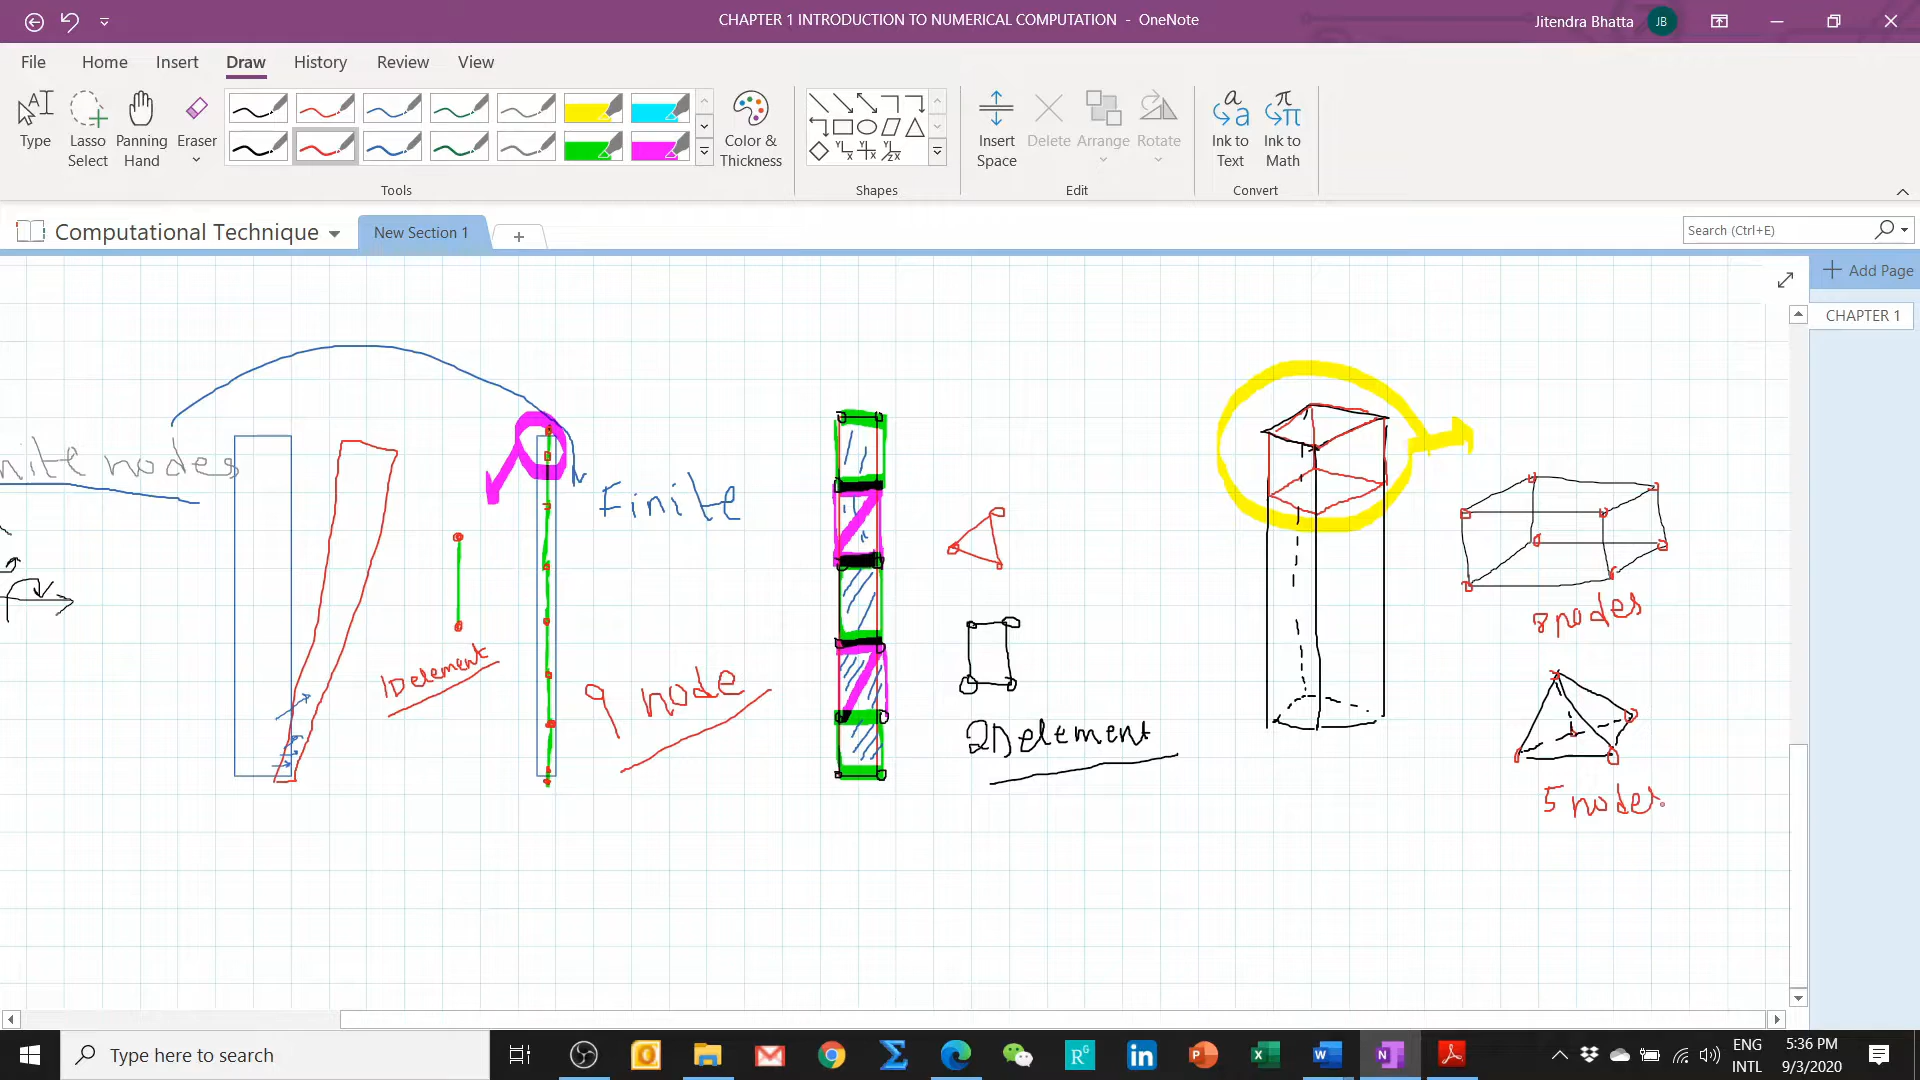 CHAPTER 1 INTRODUCTION TO NUMERICAL COMPUTATION - OneNote
Jitendra Bhatta
JB
File
Home
Insert
Draw
History
Review
View
Type
Lasso Select
Panning Hand
Eraser
Color & Thickness
Insert Space
Delete
Arrange
Rotate
Ink to Text
Ink to Math
Tools
Shapes
Edit
Convert
Computational Technique
New Section 1
Search (Ctrl+E)
Add Page
CHAPTER 1
nite nodes
Finite
1D element
9 node
2D element
8 nodes
5 nodes
Type here to search
ENG
INTL
5:36 PM
9/3/2020